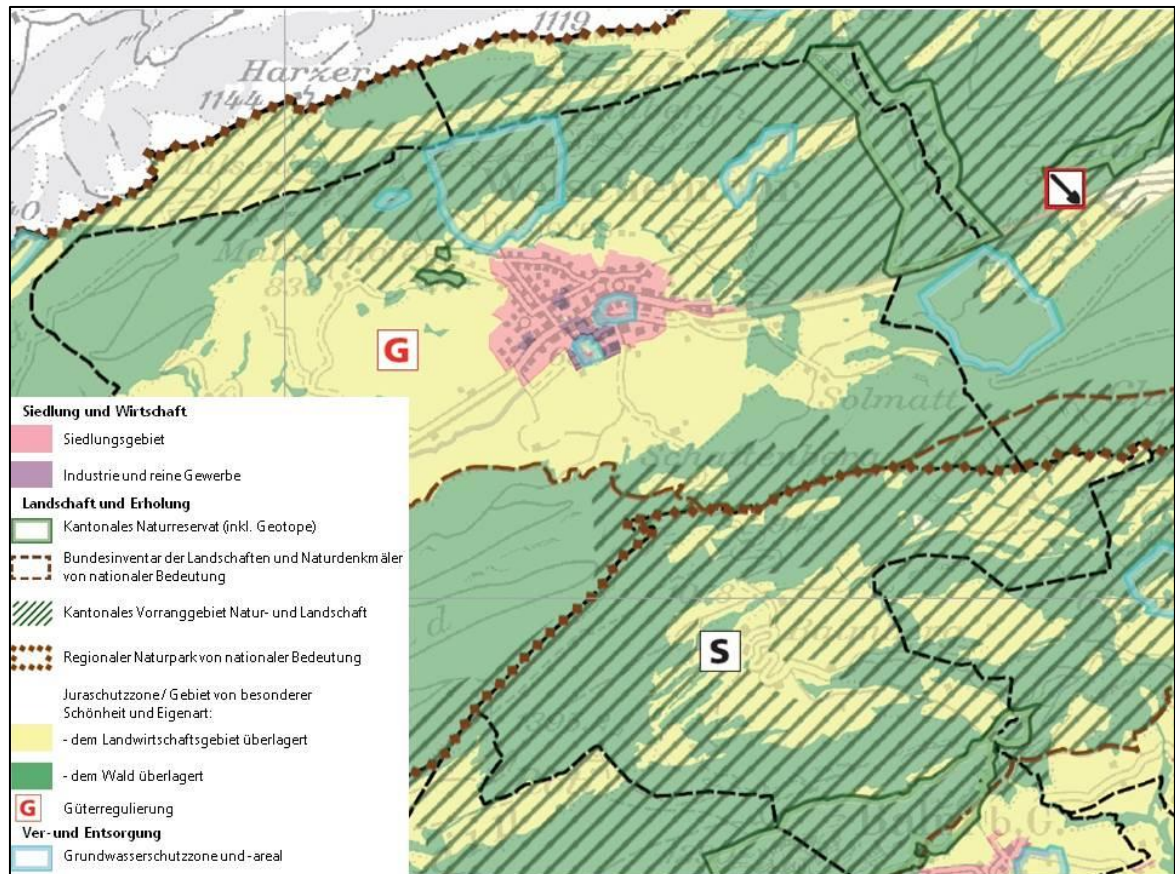 1119
Harzer
1144
G
Solmatt
S
Siedlung und Wirtschaft
Siedlungsgebiet
Industrie und reine Gewerbe
Landschaft und Erholung
Kantonales Naturreservat (inkl. Geotope)
Bundesinventar der Landschaften und Naturdenkmäler
von nationaler Bedeutung
Kantonales Vorranggebiet Natur- und Landschaft
Regionaler Naturpark von nationaler Bedeutung
Juraschutzzone / Gebiet von besonderer
Schönheit und Eigenart:
- dem Landwirtschaftsgebiet überlagert
- dem Wald überlagert
G Güterregulierung
Ver- und Entsorgung
Grundwasserschutzzone und -areal